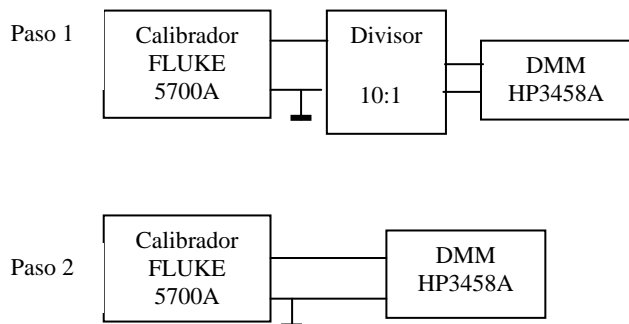 Paso 1
Calibrador
FLUKE
5700A
Divisor
10:1
DMM
HP3458A
Paso 2
Calibrador
FLUKE
5700A
DMM
HP3458A